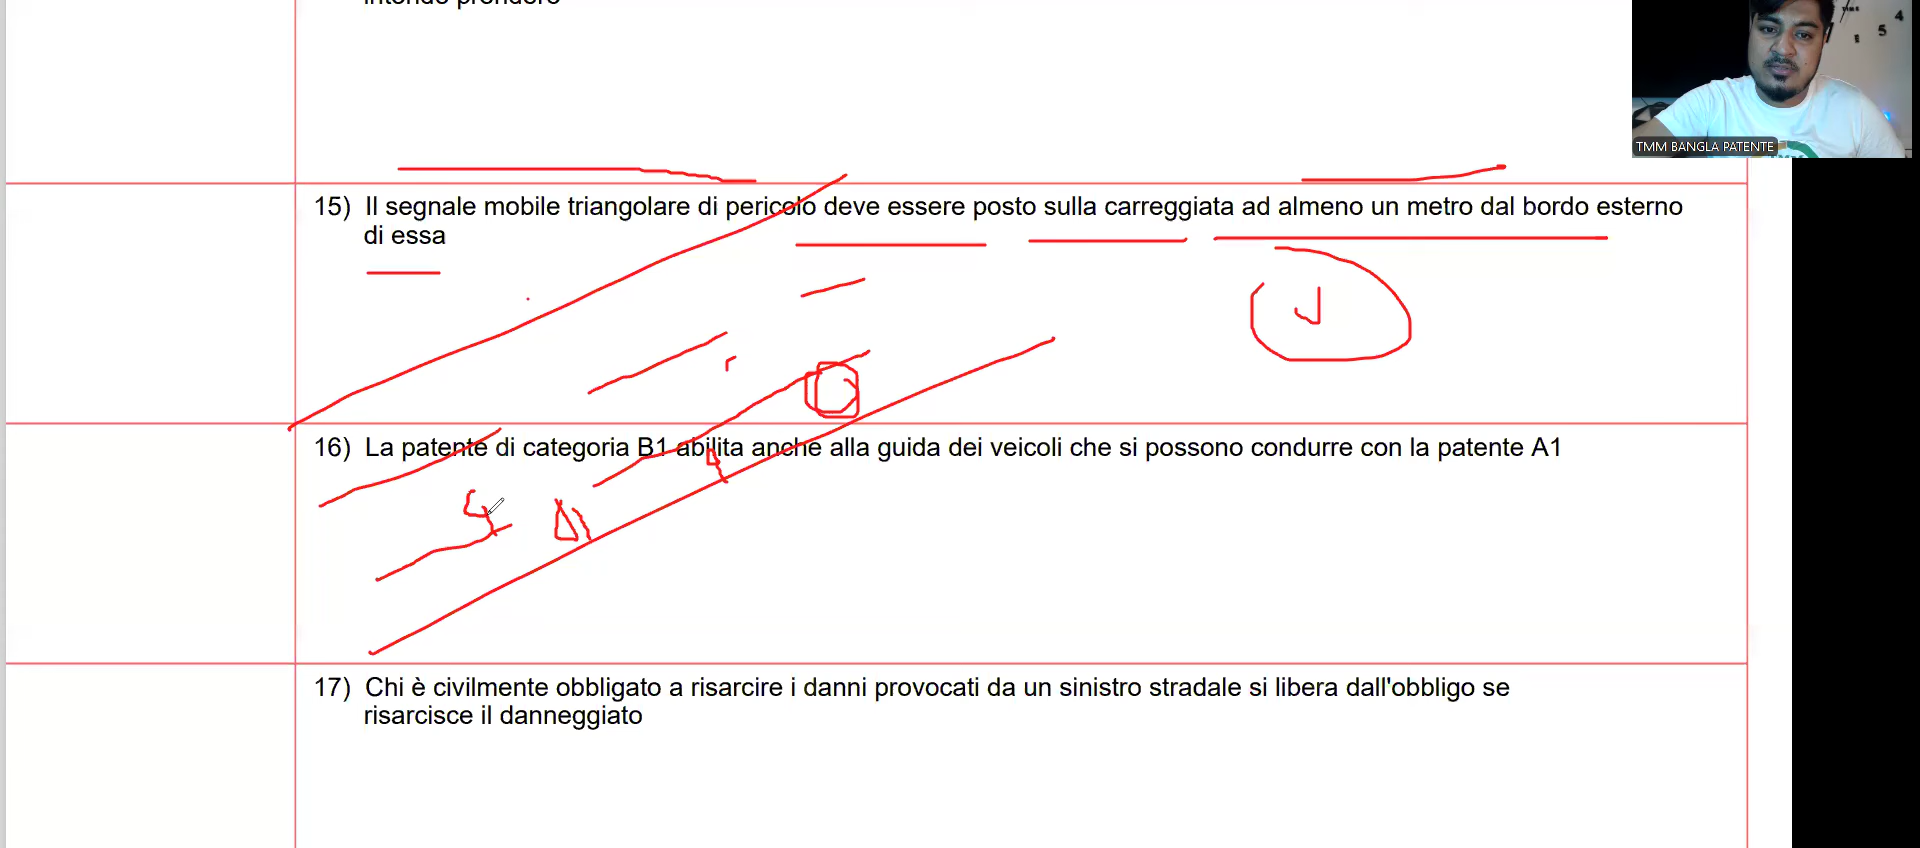 TIME
4
5
E
TMM BANGLA PATENTE
15) Il segnale mobile triangolare di pericolo deve essere posto sulla carreggiata ad almeno un metro dal bordo esterno
di essa
16) La patente di categoria B1 abilita anche alla guida dei veicoli che si possono condurre con la patente A1
17) Chi è civilmente obbligato a risarcire i danni provocati da un sinistro stradale si libera dall'obbligo se
risarcisce il danneggiato